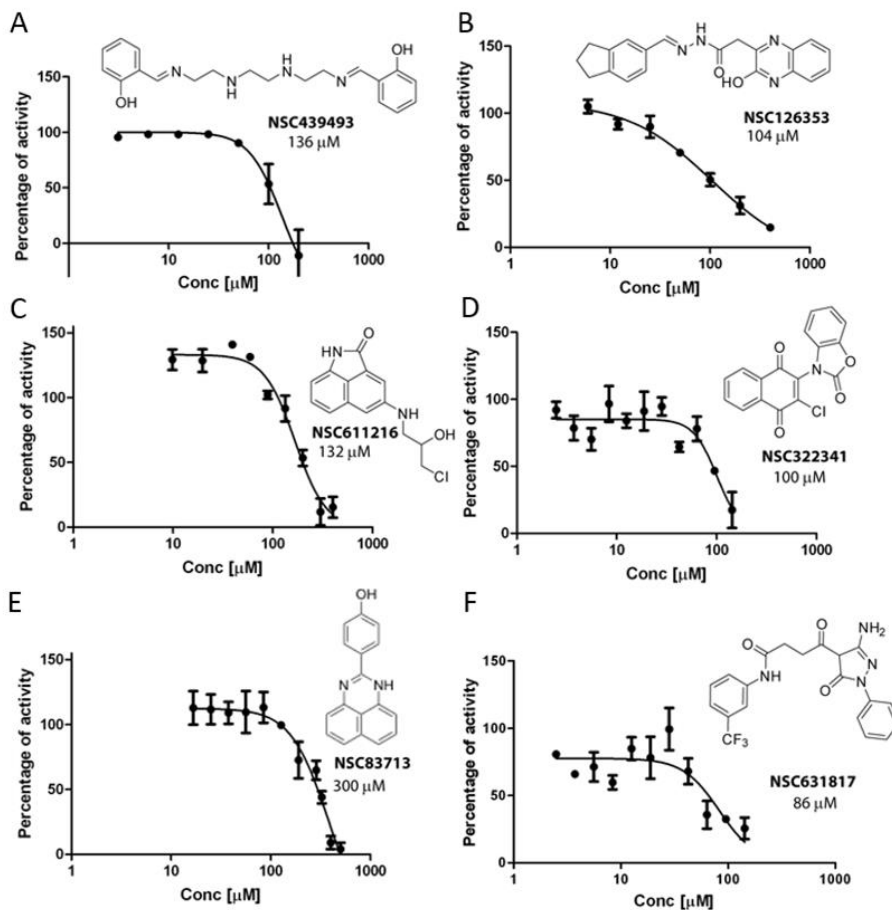 A
OH
N
H
N
N
H
N
OH
NSC439493
136 μM
Percentage of activity
150
100
50
0
10
100
1000
Conc [μM]
B
H
N
N
O
N
HO
N
NSC126353
104 μM
Percentage of activity
150
100
50
0
1
10
100
1000
Conc [μM]
C
O
HN
NH
OH
Cl
NSC611216
132 μM
Percentage of activity
150
100
50
0
1
10
100
1000
Conc [μM]
D
O
N
O
O
Cl
O
NSC322341
100 μM
Percentage of activity
150
100
50
0
1
10
100
1000
Conc [μM]
E
OH
N
NH
NSC83713
300 μM
Percentage of activity
150
100
50
0
1
10
100
1000
Conc [μM]
F
O
NH2
O
N
NH
O
N
CF3
NSC631817
86 μM
Percentage of activity
150
100
50
0
1
10
100
1000
Conc [μM]